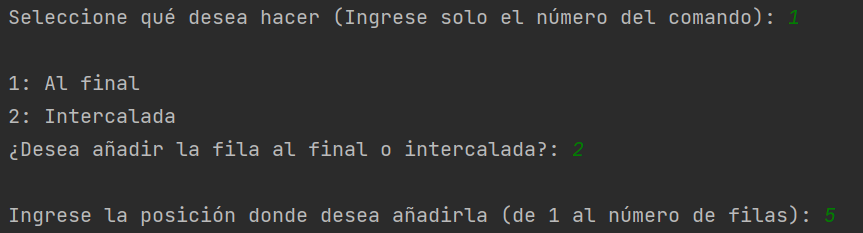 Seleccione qué desea hacer (Ingrese solo el número del comando): 1
1: Al final
2: Intercalada
¿Desea añadir la fila al final o intercalada?: 2
Ingrese la posición donde desea añadirla (de 1 al número de filas): 5